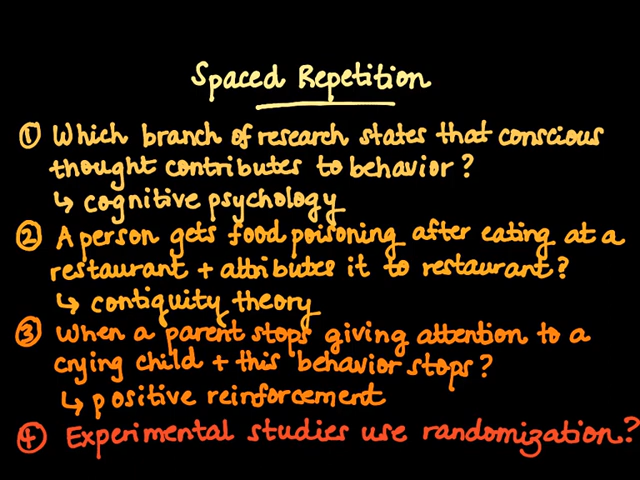 Spaced Repetition
① Which branch of research states that conscious
thought contributes to behavior?
↳ cognitive psychology
② A person gets food poisoning after eating at a
restaurant + attributes it to restaurant?
↳ contiguity theory
③ When a parent stops giving attention to a
crying child + this behavior stops?
↳ positive reinforcement
④ Experimental studies use randomization?